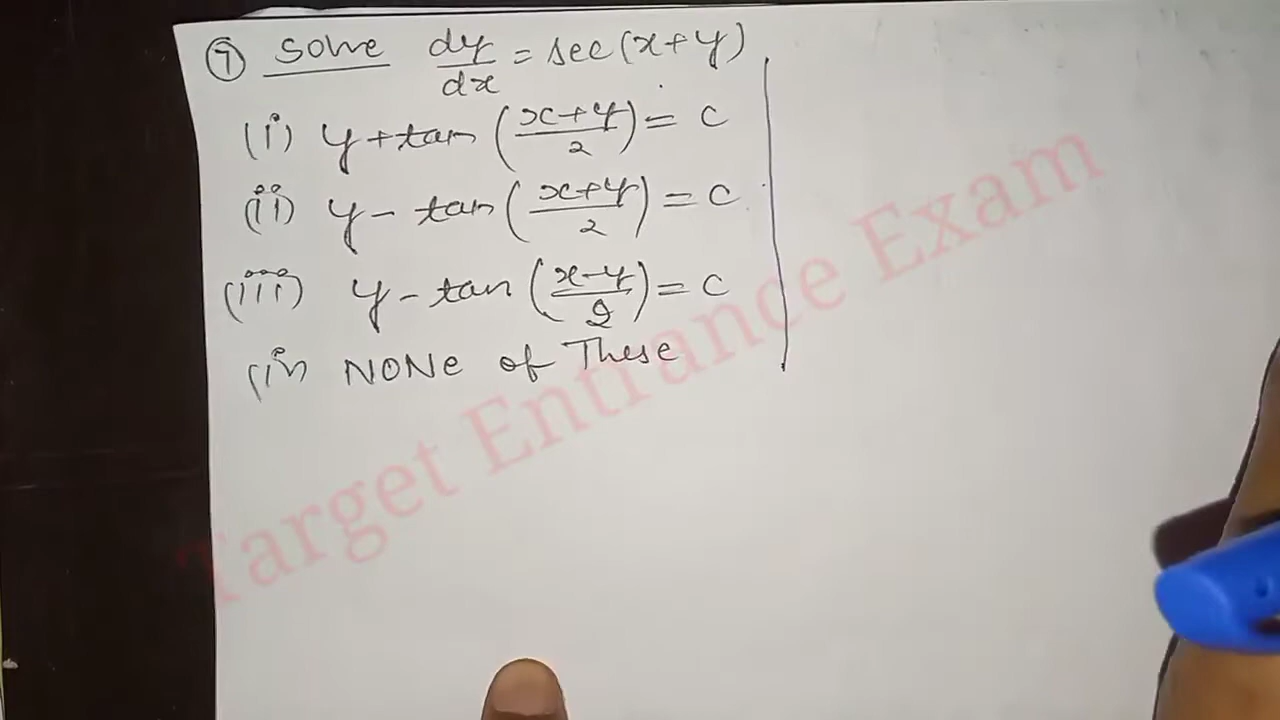 ⑦ Solve dy/dx = sec(x+y)
(i) y+tan((x+y)/2) = c
(ii) y-tan((x+y)/2) = c
(iii) y-tan((x-y)/2) = c
(iv) NONe of These
Target Entrance Exam